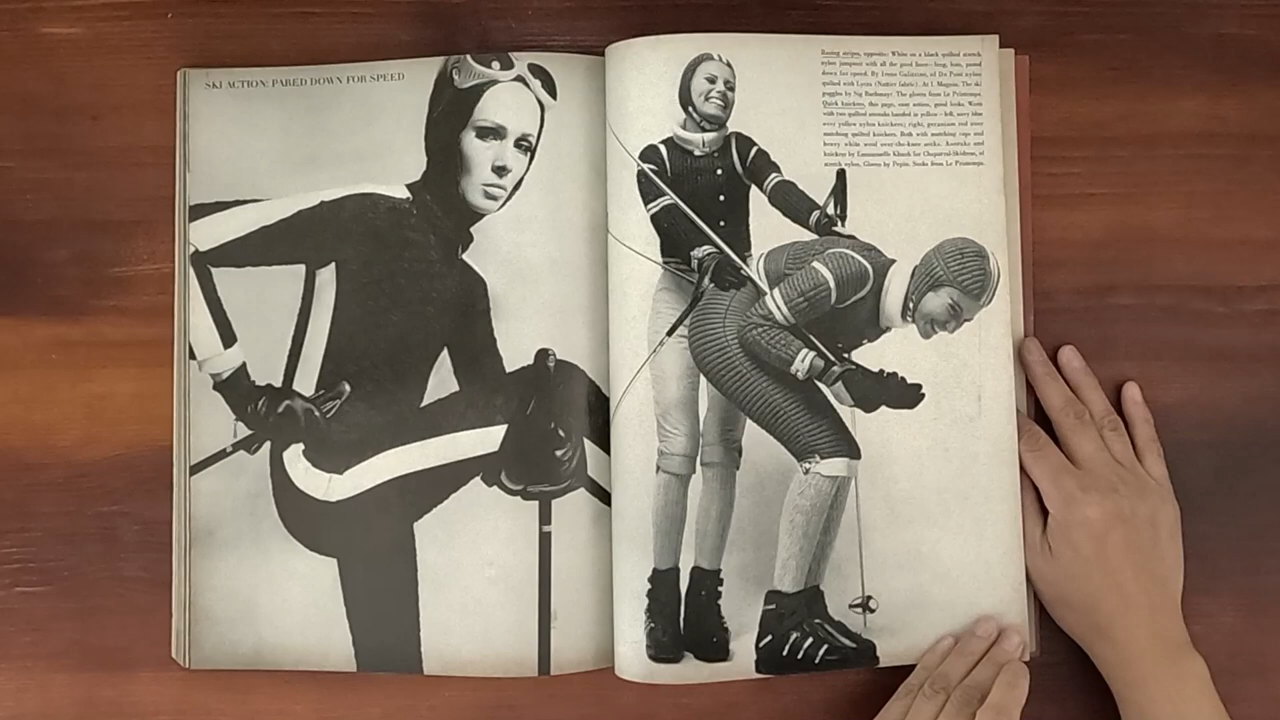 SKI ACTION: PARED DOWN FOR SPEED
Racing stripes, opposite: White on a black quilted stretch
nylon jumpsuit with all the good lines—long, lean, pared
down for speed. By Irene Galitzine, of Du Pont nylon
quilted with Lycra (Nattier fabric). At I. Magnin. The ski
goggles by Sig Buchmayr. The gloves from Le Printemps.
Quick knickers, this page, easy action, good looks. Worn
with two quilted anoraks banded in yellow—left, navy blue
over yellow nylon knickers; right, geranium red over
matching quilted knickers. Both with matching caps and
heavy white wool over-the-knee socks. Anoraks and
knickers by Emmanuelle Khanh for Chaparral-Skidress, of
stretch nylon. Gloves by Popin. Socks from Le Printemps.